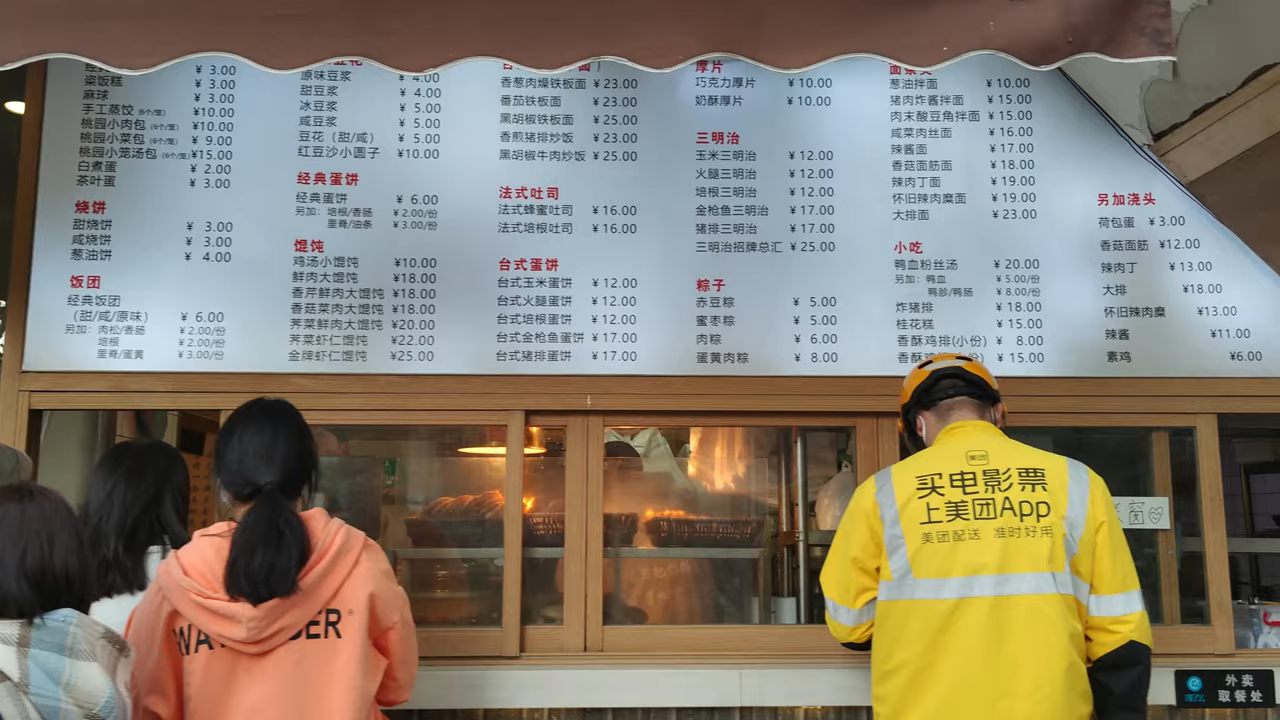 粢饭糕 ¥ 3.00
麻球 ¥ 3.00
手工蒸饺 (6个/笼) ¥10.00
桃园小肉包 (6个/笼) ¥10.00
桃园小菜包 (6个/笼) ¥ 9.00
桃园小笼汤包 (6个/笼) ¥15.00
白煮蛋 ¥ 2.00
茶叶蛋 ¥ 3.00
烧饼
甜烧饼 ¥ 3.00
咸烧饼 ¥ 3.00
葱油饼 ¥ 4.00
饭团
经典饭团
（甜/咸/原味） ¥ 6.00
另加：肉松/香肠 ¥ 2.00/份
培根 ¥ 2.00/份
里脊/蛋黄 ¥ 3.00/份
原味豆浆 ¥ 4.00
甜豆浆 ¥ 4.00
冰豆浆 ¥ 5.00
咸豆浆 ¥ 5.00
豆花（甜/咸） ¥ 5.00
红豆沙小圆子 ¥10.00
经典蛋饼
经典蛋饼 ¥ 6.00
另加：培根/香肠 ¥ 2.00/份
里脊/油条 ¥ 3.00/份
馄饨
鸡汤小馄饨 ¥10.00
鲜肉大馄饨 ¥18.00
香芹鲜肉大馄饨 ¥18.00
香菇菜肉大馄饨 ¥18.00
荠菜鲜肉大馄饨 ¥20.00
荠菜虾仁馄饨 ¥22.00
金牌虾仁馄饨 ¥25.00
香葱肉燥铁板面 ¥ 23.00
番茄铁板面 ¥ 23.00
黑胡椒铁板面 ¥ 25.00
香煎猪排炒饭 ¥ 23.00
黑胡椒牛肉炒饭 ¥ 25.00
法式吐司
法式蜂蜜吐司 ¥ 16.00
法式培根吐司 ¥ 16.00
台式蛋饼
台式玉米蛋饼 ¥ 12.00
台式火腿蛋饼 ¥ 12.00
台式培根蛋饼 ¥ 12.00
台式金枪鱼蛋饼 ¥ 17.00
台式猪排蛋饼 ¥ 17.00
厚片
巧克力厚片 ¥ 10.00
奶酥厚片 ¥ 10.00
三明治
玉米三明治 ¥ 12.00
火腿三明治 ¥ 12.00
培根三明治 ¥ 12.00
金枪鱼三明治 ¥ 17.00
猪排三明治 ¥ 17.00
三明治招牌总汇 ¥ 25.00
粽子
赤豆粽 ¥ 5.00
蜜枣粽 ¥ 5.00
肉粽 ¥ 6.00
蛋黄肉粽 ¥ 8.00
葱油拌面 ¥ 10.00
猪肉炸酱拌面 ¥ 15.00
肉末酸豆角拌面 ¥ 15.00
咸菜肉丝面 ¥ 16.00
辣酱面 ¥ 17.00
香菇面筋面 ¥ 18.00
辣肉丁面 ¥ 19.00
怀旧辣肉糜面 ¥ 19.00
大排面 ¥ 23.00
小吃
鸭血粉丝汤 ¥ 20.00
另加：鸭血 ¥ 5.00/份
鸭胗/鸭肠 ¥ 8.00/份
炸猪排 ¥ 18.00
桂花糕 ¥ 15.00
香酥鸡排(小份) ¥ 8.00
香酥鸡 份) ¥ 15.00
另加浇头
荷包蛋 ¥ 3.00
香菇面筋 ¥12.00
辣肉丁 ¥ 13.00
大排 ¥18.00
怀旧辣肉糜 ¥13.00
辣酱 ¥11.00
素鸡 ¥6.00
美团
买电影票
上美团App
美团配送 准时好用
外卖
取餐处